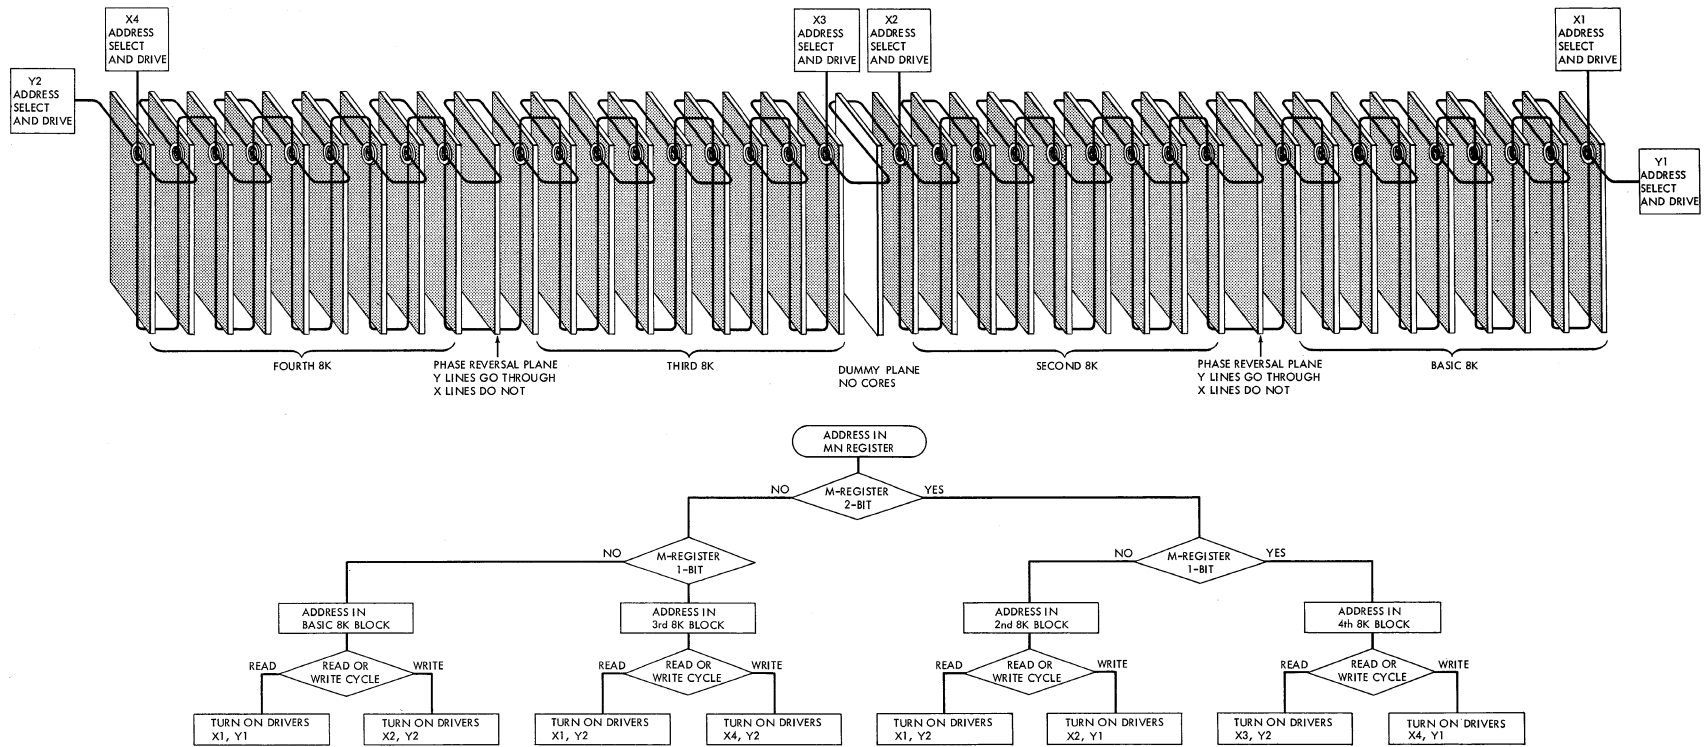 X4
ADDRESS
SELECT
AND DRIVE
X3
ADDRESS
SELECT
AND DRIVE
X2
ADDRESS
SELECT
AND DRIVE
X1
ADDRESS
SELECT
AND DRIVE
Y2
ADDRESS
SELECT
AND DRIVE
Y1
ADDRESS
SELECT
AND DRIVE
FOURTH 8K
PHASE REVERSAL PLANE
Y LINES GO THROUGH
X LINES DO NOT
THIRD 8K
DUMMY PLANE
NO CORES
SECOND 8K
PHASE REVERSAL PLANE
Y LINES GO THROUGH
X LINES DO NOT
BASIC 8K
ADDRESS IN
MN REGISTER
NO
M-REGISTER
2-BIT
YES
NO
M-REGISTER
1-BIT
NO
M-REGISTER
1-BIT
YES
ADDRESS IN
BASIC 8K BLOCK
ADDRESS IN
3rd 8K BLOCK
ADDRESS IN
2nd 8K BLOCK
ADDRESS IN
4th 8K BLOCK
READ
READ OR
WRITE CYCLE
WRITE
READ
READ OR
WRITE CYCLE
WRITE
READ
READ OR
WRITE CYCLE
WRITE
READ
READ OR
WRITE CYCLE
WRITE
TURN ON DRIVERS
X1, Y1
TURN ON DRIVERS
X2, Y2
TURN ON DRIVERS
X1, Y2
TURN ON DRIVERS
X4, Y2
TURN ON DRIVERS
X1, Y2
TURN ON DRIVERS
X2, Y1
TURN ON DRIVERS
X3, Y2
TURN ON DRIVERS
X4, Y1